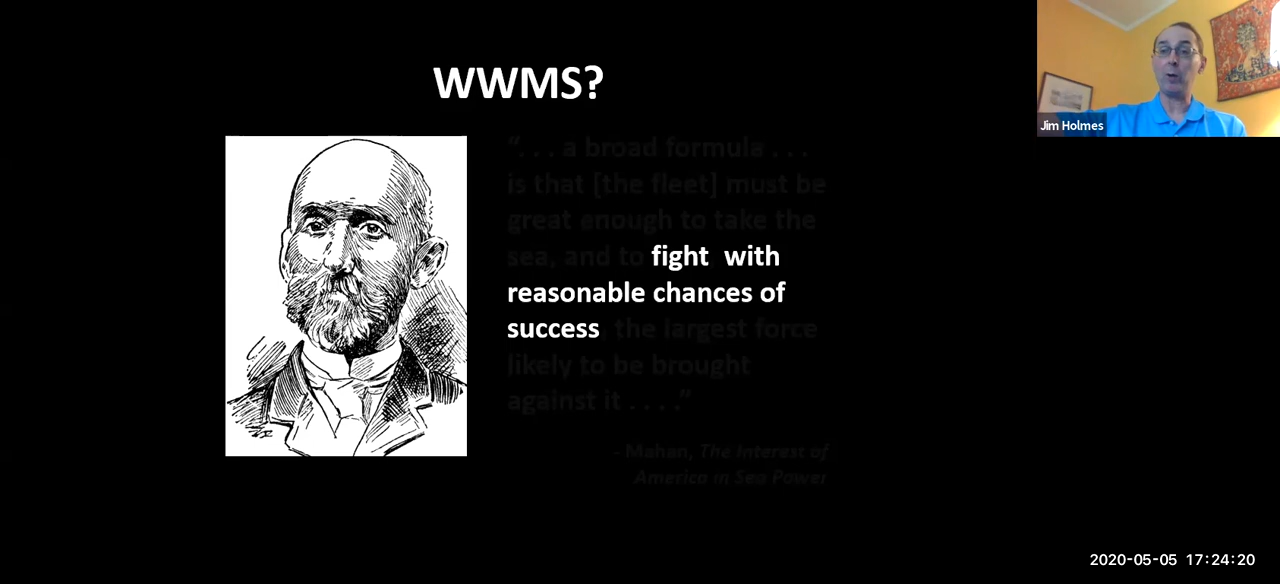 WWMS?
Jim Holmes
“. . . a broad formula . . .
is that [the fleet] must be
great enough to take the
sea, and to fight with
reasonable chances of
success, the largest force
likely to be brought
against it . . . .”
- Mahan, The Interest of
America in Sea Power
2020-05-05 17:24:20